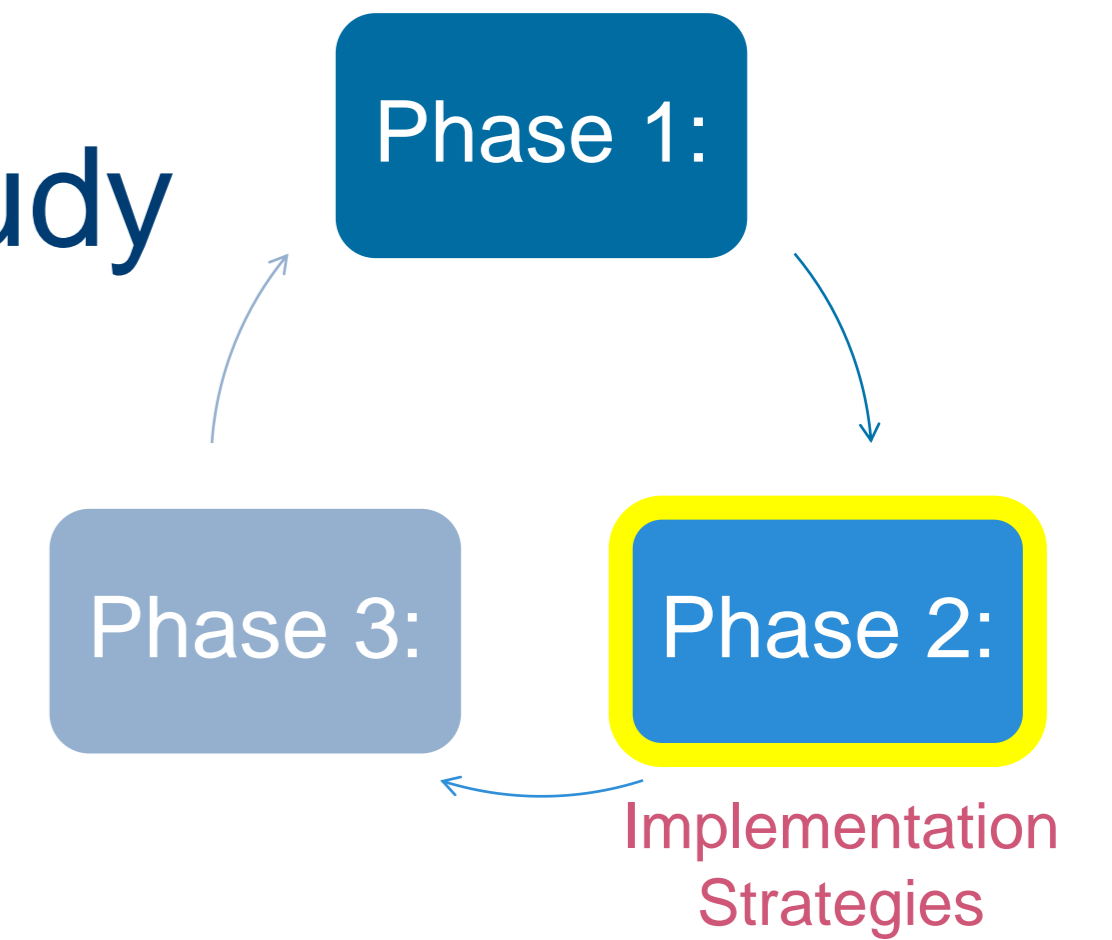 Phase 1:
udy
Phase 3:
Phase 2:
Implementation
Strategies